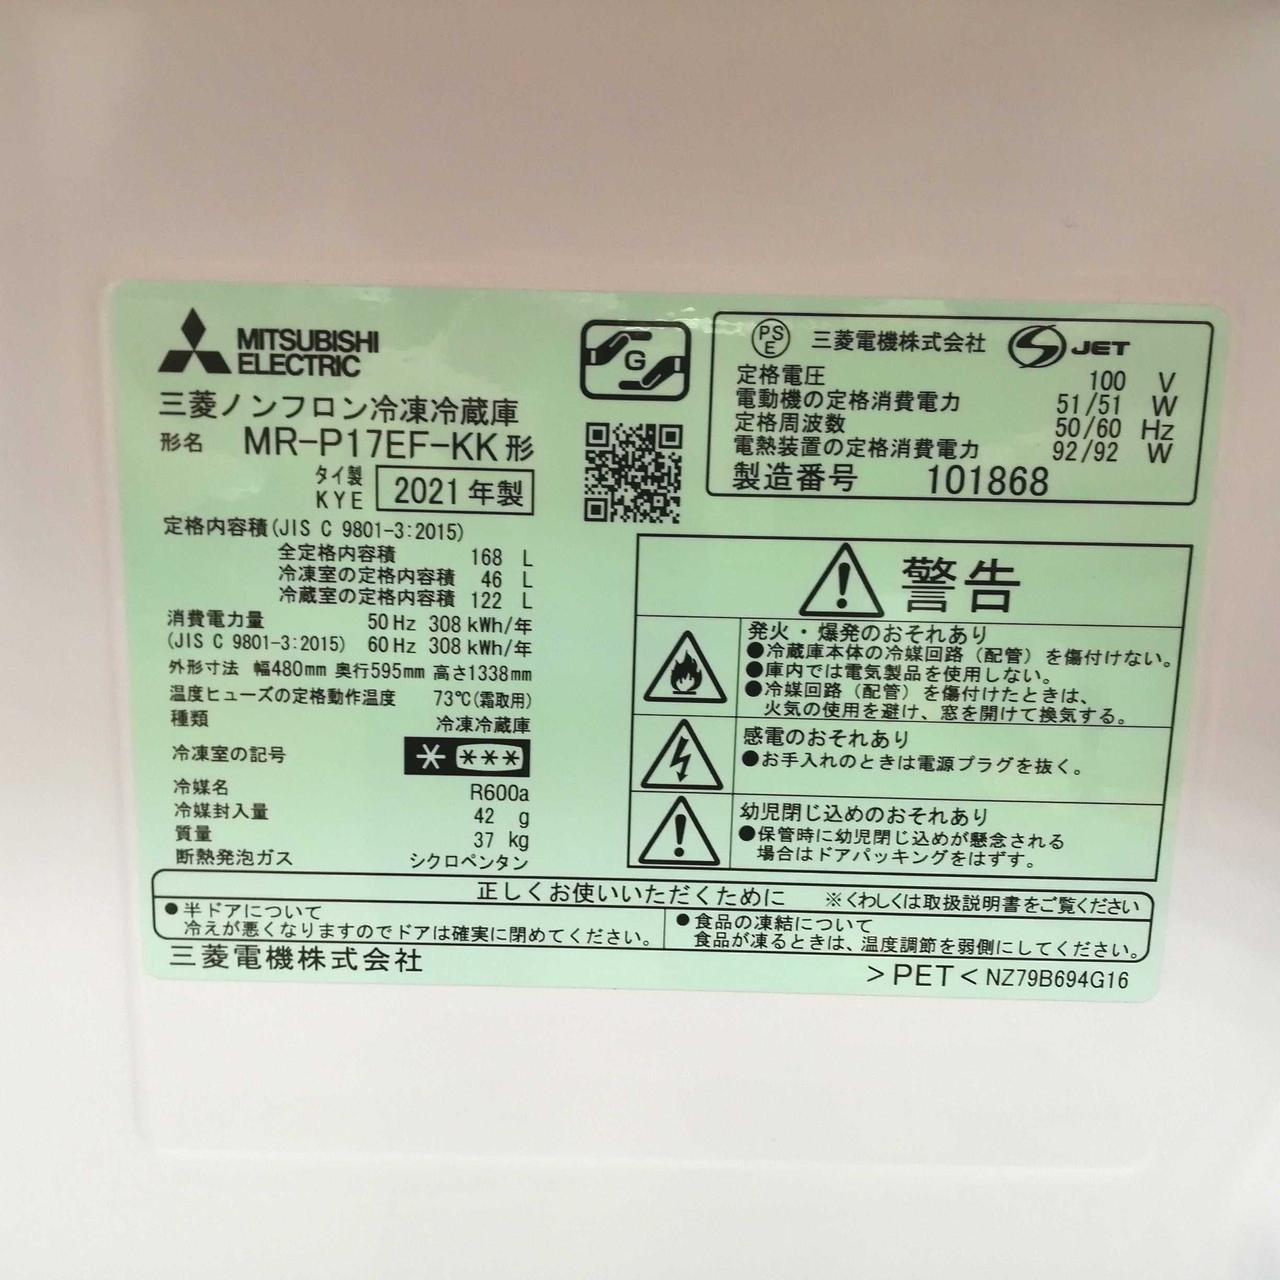 MITSUBISHI
ELECTRIC
三菱ノンフロン冷凍冷蔵庫
形名 MR-P17EF-KK形
タイ製
KYE 2021年製
定格内容積(JIS C 9801-3:2015)
全定格内容積 168 L
冷凍室の定格内容積 46 L
冷蔵室の定格内容積 122 L
消費電力量 50Hz 308kWh/年
(JIS C 9801-3:2015) 60Hz 308kWh/年
外形寸法 幅480mm 奥行595mm 高さ1338mm
温度ヒューズの定格動作温度 73℃(霜取用)
種類 冷凍冷蔵庫
冷凍室の記号
冷媒名 R600a
冷媒封入量 42 g
質量 37 kg
断熱発泡ガス シクロペンタン
G
PS
E
三菱電機株式会社
S JET
定格電圧 100 V
電動機の定格消費電力 51/51 W
定格周波数 50/60 Hz
電熱装置の定格消費電力 92/92 W
製造番号 101868
警告
発火・爆発のおそれあり
●冷蔵庫本体の冷媒回路(配管)を傷付けない。
●庫内では電気製品を使用しない。
●冷媒回路(配管)を傷付けたときは、
火気の使用を避け、窓を開けて換気する。
感電のおそれあり
●お手入れのときは電源プラグを抜く。
幼児閉じ込めのおそれあり
●保管時に幼児閉じ込めが懸念される
場合はドアパッキングをはずす。
正しくお使いいただくために ※くわしくは取扱説明書をご覧ください
●半ドアについて
冷えが悪くなりますのでドアは確実に閉めてください。
●食品の凍結について
食品が凍るときは、温度調節を弱側にしてください。
三菱電機株式会社
>PET< NZ79B694G16